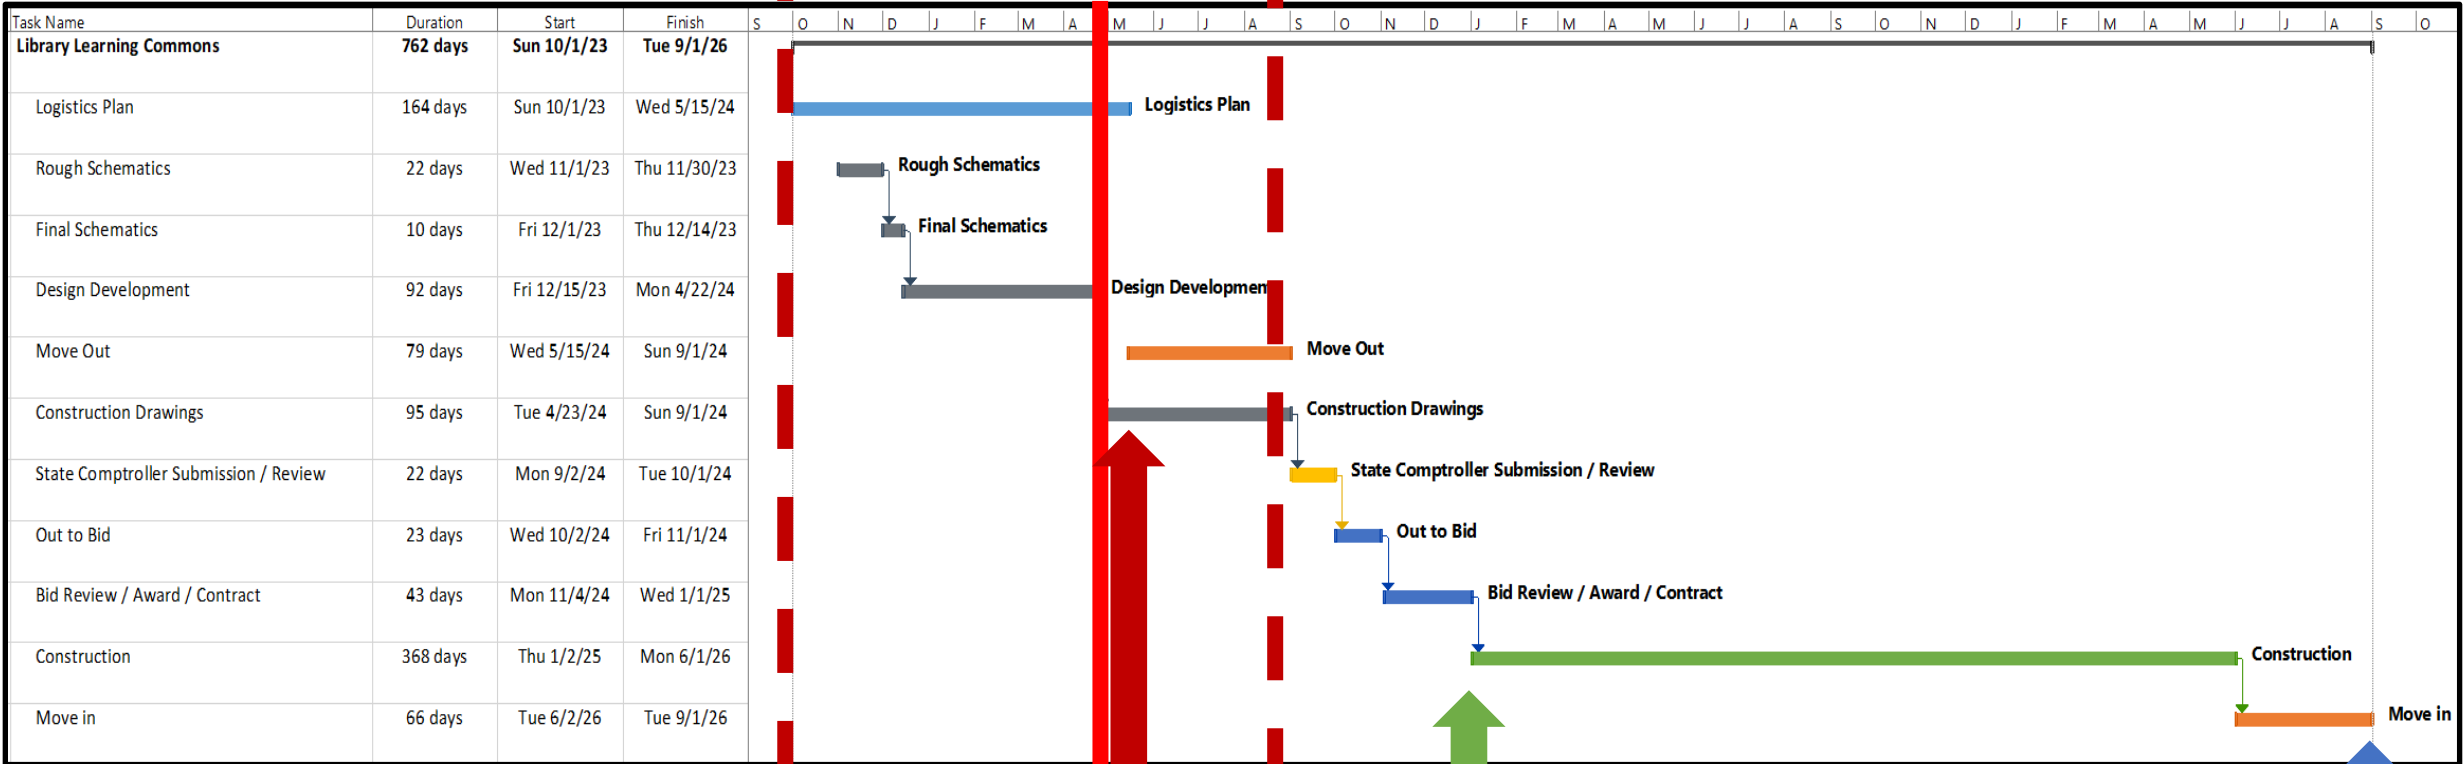 Task Name Duration Start Finish S O N D J F M A M J J A S O N D J F M A M J J A S O N D J F M A M J J A S O
Library Learning Commons 762 days Sun 10/1/23 Tue 9/1/26
Logistics Plan 164 days Sun 10/1/23 Wed 5/15/24 Logistics Plan
Rough Schematics 22 days Wed 11/1/23 Thu 11/30/23 Rough Schematics
Final Schematics 10 days Fri 12/1/23 Thu 12/14/23 Final Schematics
Design Development 92 days Fri 12/15/23 Mon 4/22/24 Design Developmen
Move Out 79 days Wed 5/15/24 Sun 9/1/24 Move Out
Construction Drawings 95 days Tue 4/23/24 Sun 9/1/24 Construction Drawings
State Comptroller Submission / Review 22 days Mon 9/2/24 Tue 10/1/24 State Comptroller Submission / Review
Out to Bid 23 days Wed 10/2/24 Fri 11/1/24 Out to Bid
Bid Review / Award / Contract 43 days Mon 11/4/24 Wed 1/1/25 Bid Review / Award / Contract
Construction 368 days Thu 1/2/25 Mon 6/1/26 Construction
Move in 66 days Tue 6/2/26 Tue 9/1/26 Move in